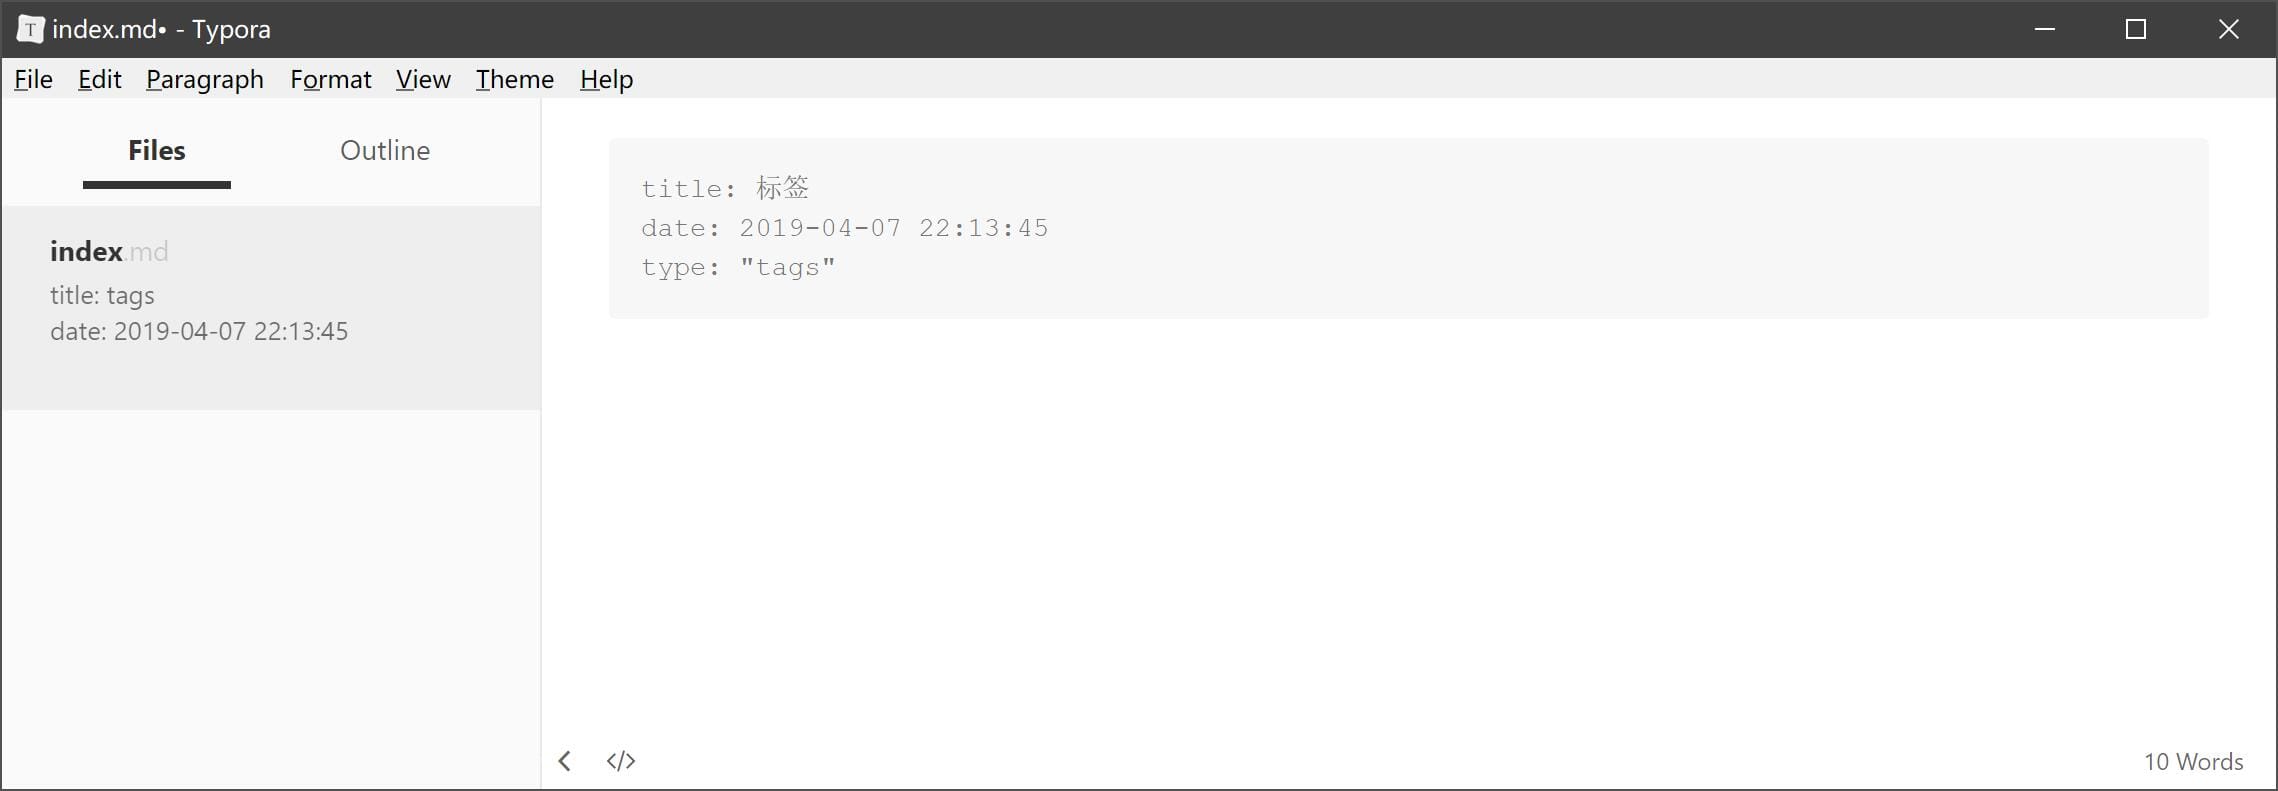 index.md• - Typora
File Edit Paragraph Format View Theme Help
Files Outline
index.md
title: tags
date: 2019-04-07 22:13:45
title: 标签
date: 2019-04-07 22:13:45
type: "tags"
</>
10 Words